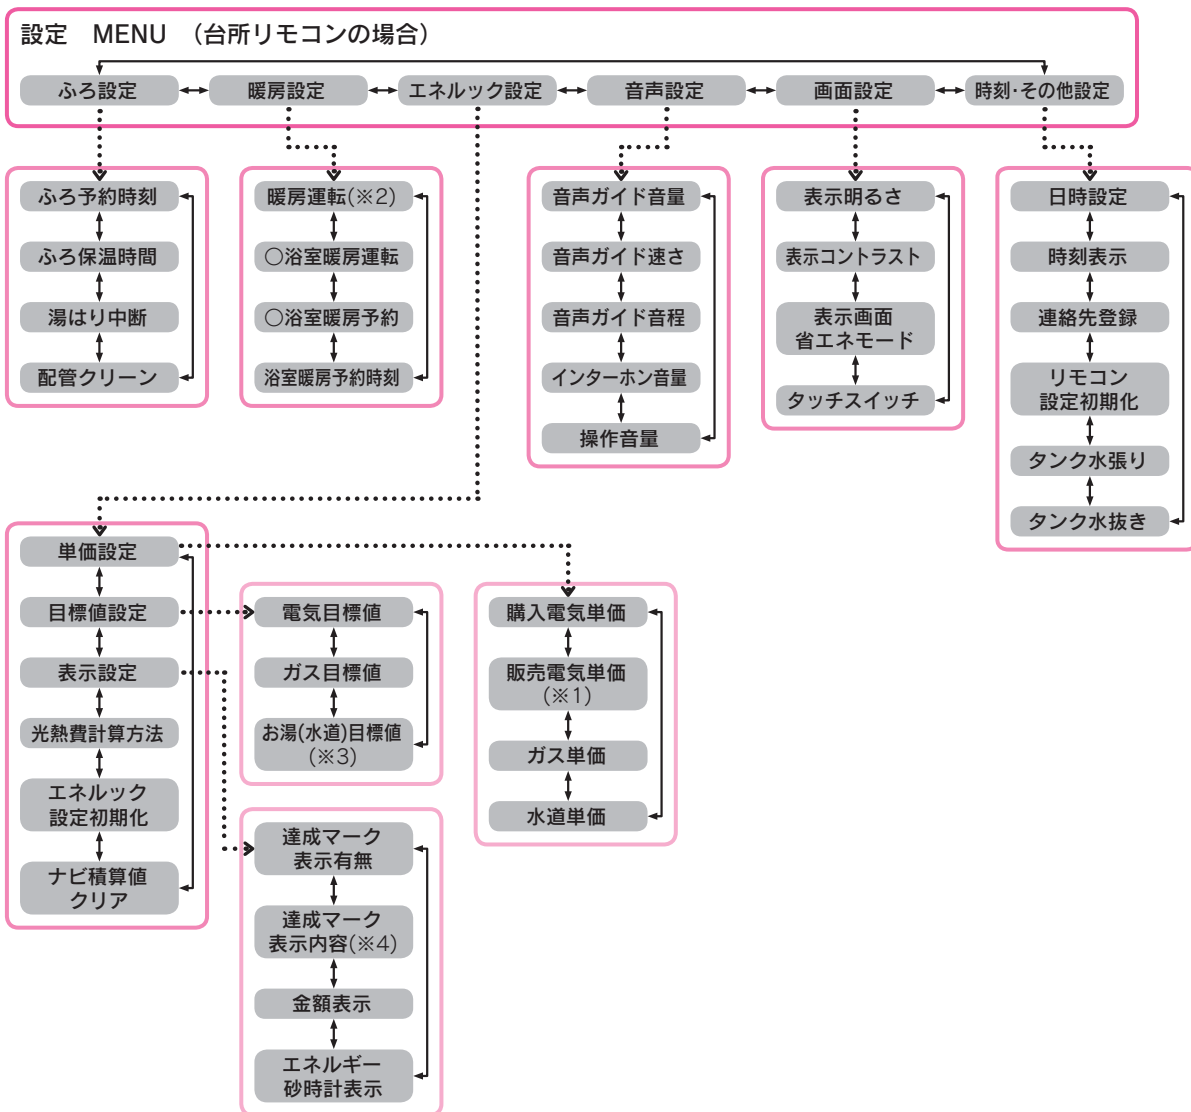 設定 MENU （台所リモコンの場合）
ふろ設定
暖房設定
エネルック設定
音声設定
画面設定
時刻・その他設定
ふろ予約時刻
ふろ保温時間
湯はり中断
配管クリーン
暖房運転(※2)
○浴室暖房運転
○浴室暖房予約
浴室暖房予約時刻
音声ガイド音量
音声ガイド速さ
音声ガイド音程
インターホン音量
操作音量
表示明るさ
表示コントラスト
表示画面
省エネモード
タッチスイッチ
日時設定
時刻表示
連絡先登録
リモコン
設定初期化
タンク水張り
タンク水抜き
単価設定
目標値設定
表示設定
光熱費計算方法
エネルック
設定初期化
ナビ積算値
クリア
電気目標値
ガス目標値
お湯(水道)目標値
(※3)
購入電気単価
販売電気単価
(※1)
ガス単価
水道単価
達成マーク
表示有無
達成マーク
表示内容(※4)
金額表示
エネルギー
砂時計表示